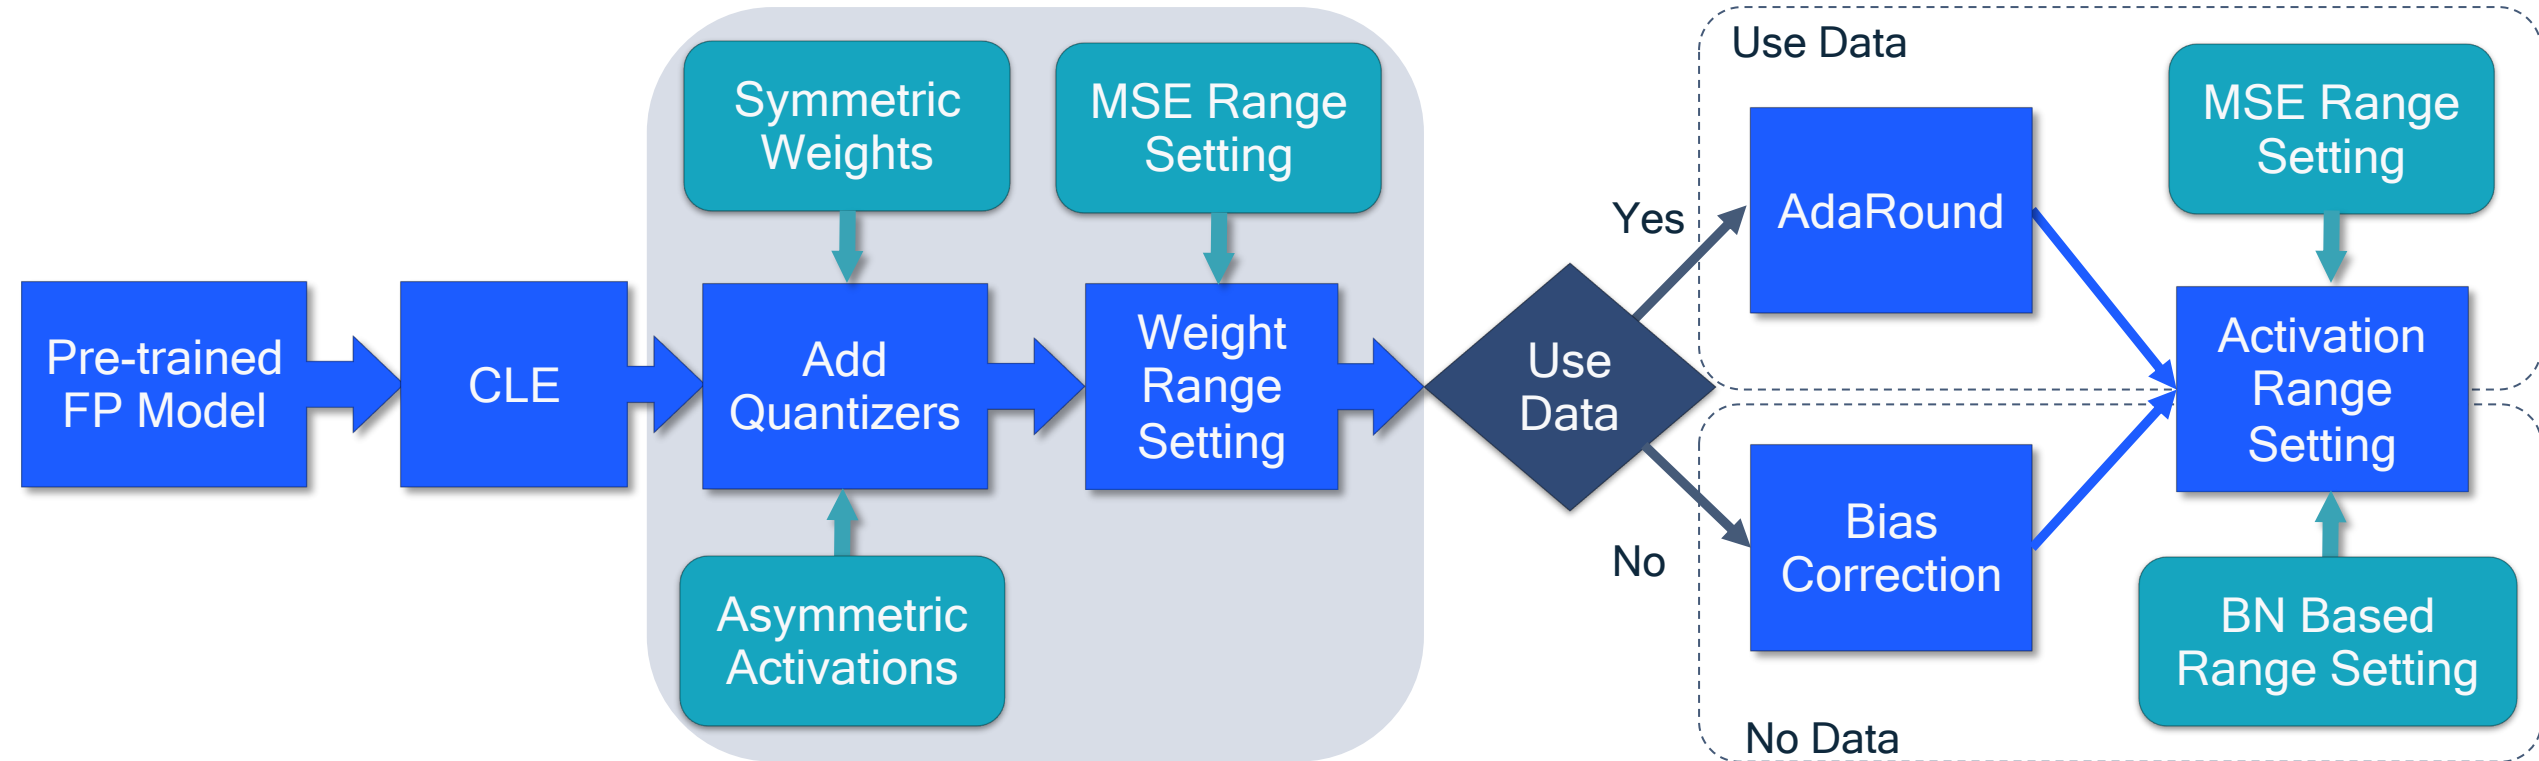 Pre-trained
FP Model
CLE
Symmetric
Weights
Add
Quantizers
Asymmetric
Activations
MSE Range
Setting
Weight
Range
Setting
Use
Data
Yes
No
Use Data
AdaRound
MSE Range
Setting
Activation
Range
Setting
Bias
Correction
BN Based
Range Setting
No Data